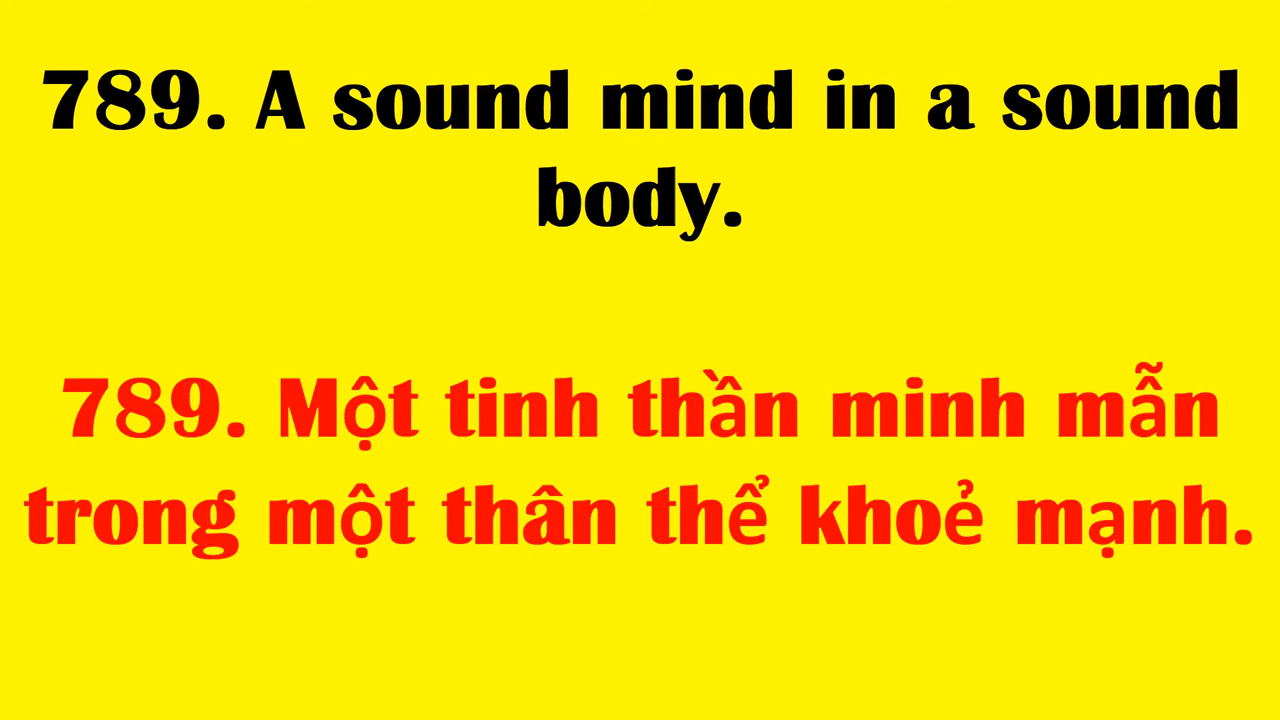 789. A sound mind in a sound
body.
789. Một tinh thần minh mẫn
trong một thân thể khoẻ mạnh.